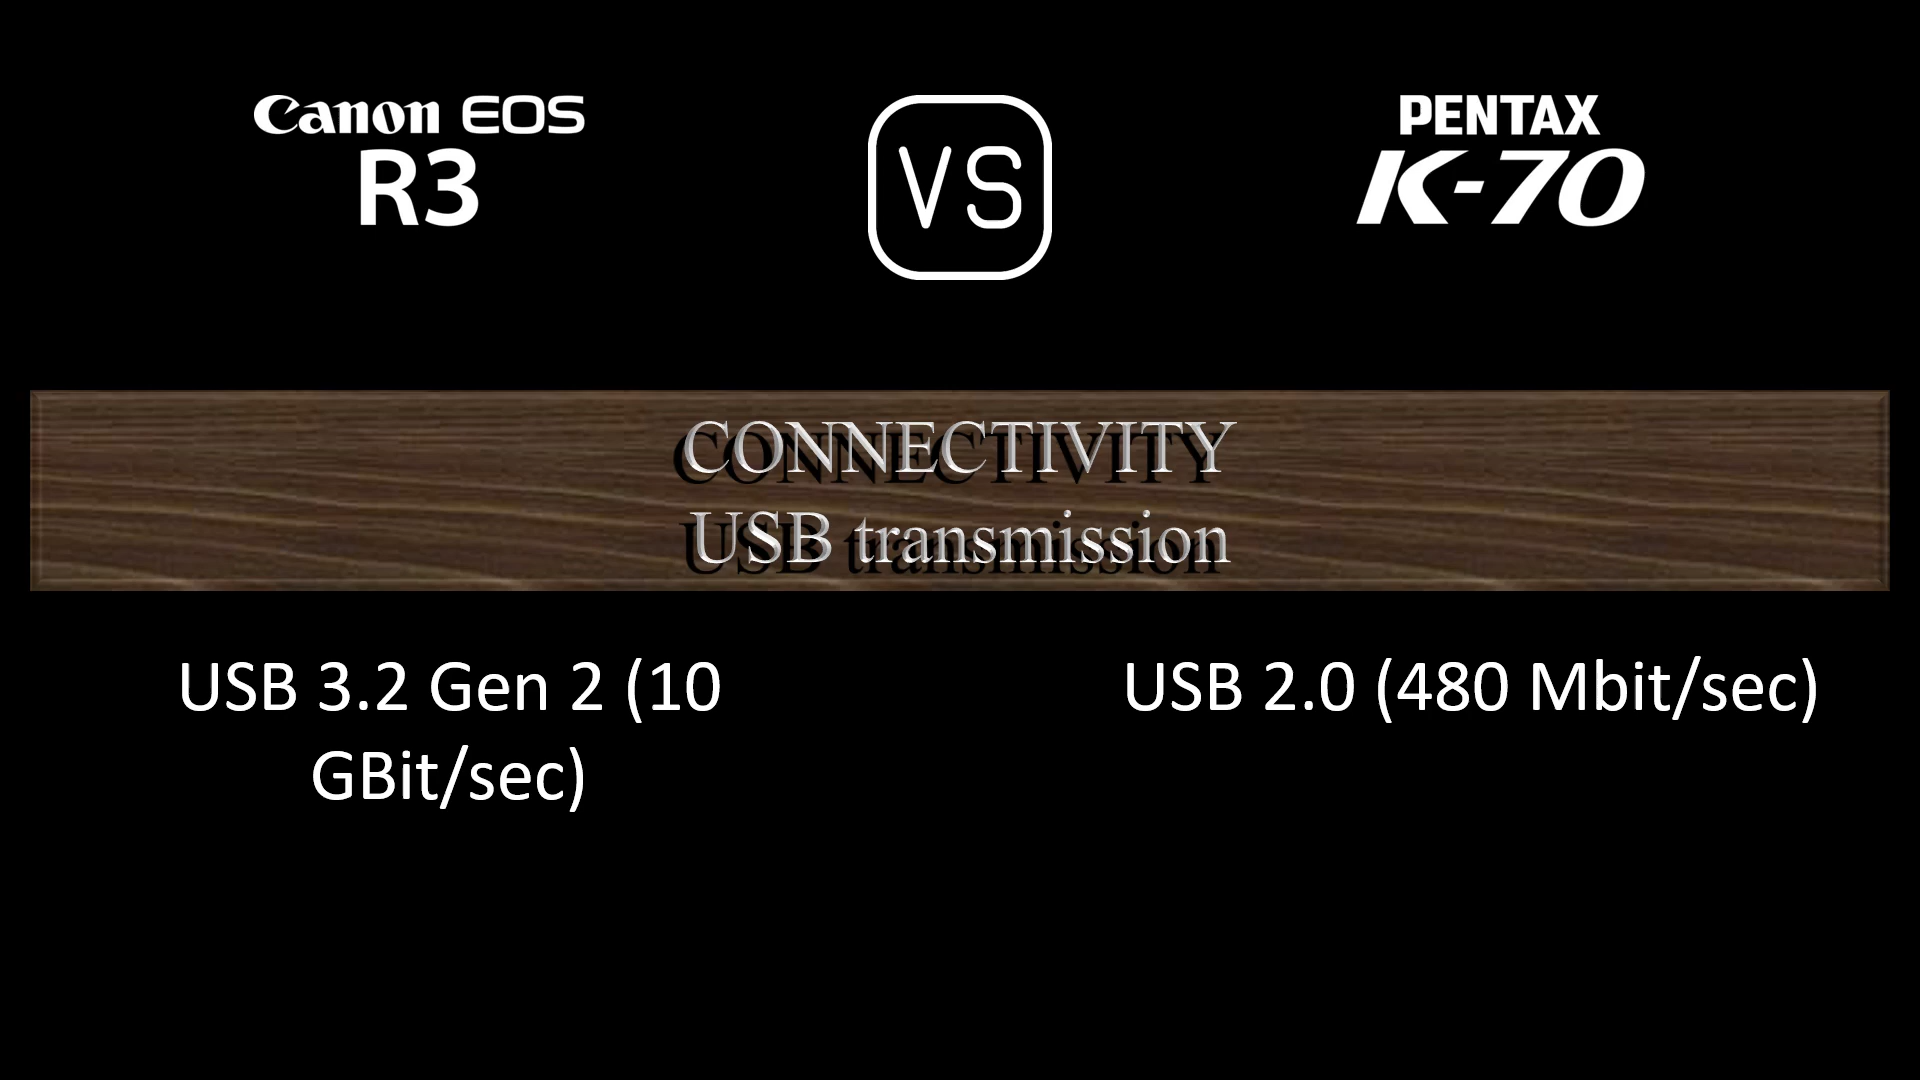 Canon EOS
R3
VS
PENTAX
K-70
CONNECTIVITY
USB transmission
USB 3.2 Gen 2 (10
GBit/sec)
USB 2.0 (480 Mbit/sec)